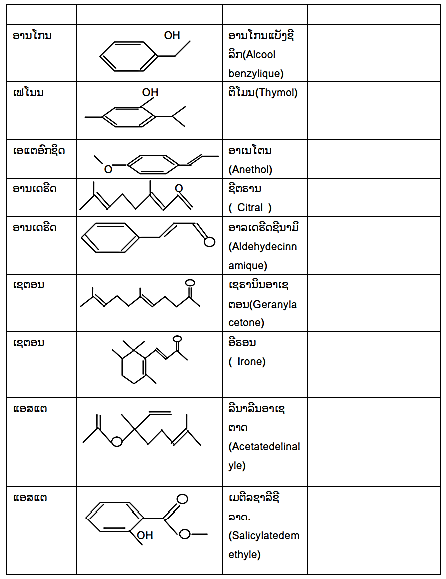 ອານໂກນ
OH
ອານໂກນແບັງຊີ
ລິກ(Alcool
benzylique)
ເຟໂນນ
OH
ຕີໂມນ(Thymol)
ເອແຕອົກຊິດ
O
ອາເນໂຕນ
(Anethol)
ອານເດຮີດ
O
ຊີຕຣານ
( Citral )
ອານເດຮີດ
O
ອາລເດຮີດຊີນາມິ
(Aldehydecinn
amique)
ເຊຕອນ
O
ເຊຣານິນອາເຊ
ຕອນ(Geranyla
cetone)
ເຊຕອນ
O
ອີຣອນ
( Irone)
ແອສແຕ
O
ລີນາລີນອາເຊ
ຕາດ
(Acetatedelinal
yle)
ແອສແຕ
O
O
OH
ເມຕີລຊາລີຊີ
ລາດ.
(Salicylatedem
ethyle)